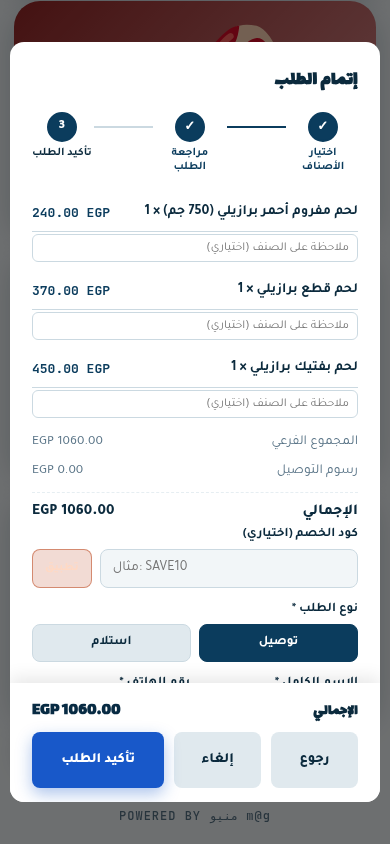 إتمام الطلب
✓
✓
3
اختيار الأصناف
مراجعة الطلب
تأكيد الطلب
لحم مفروم أحمر برازيلي (750 جم) × 1
240.00 EGP
ملاحظة على الصنف (اختياري)
لحم قطع برازيلي × 1
370.00 EGP
ملاحظة على الصنف (اختياري)
لحم بفتيك برازيلي × 1
450.00 EGP
ملاحظة على الصنف (اختياري)
المجموع الفرعي
EGP 1060.00
رسوم التوصيل
EGP 0.00
الإجمالي
EGP 1060.00
كود الخصم (اختياري)
مثال: SAVE10
نوع الطلب *
توصيل
استلام
الاسم الكامل *
رقم الهاتف *
الإجمالي
EGP 1060.00
رجوع
إلغاء
تأكيد الطلب
POWERED BY منيو m@g